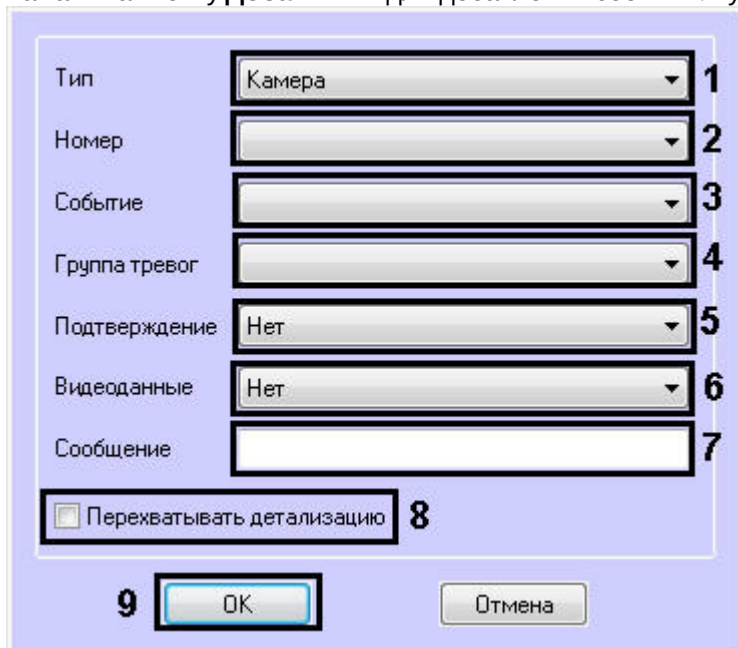 Тип Камера 1
Номер 2
Событие 3
Группа тревог 4
Подтверждение Нет 5
Видеоданные Нет 6
Сообщение 7
Перехватывать детализацию 8
9 OK Отмена